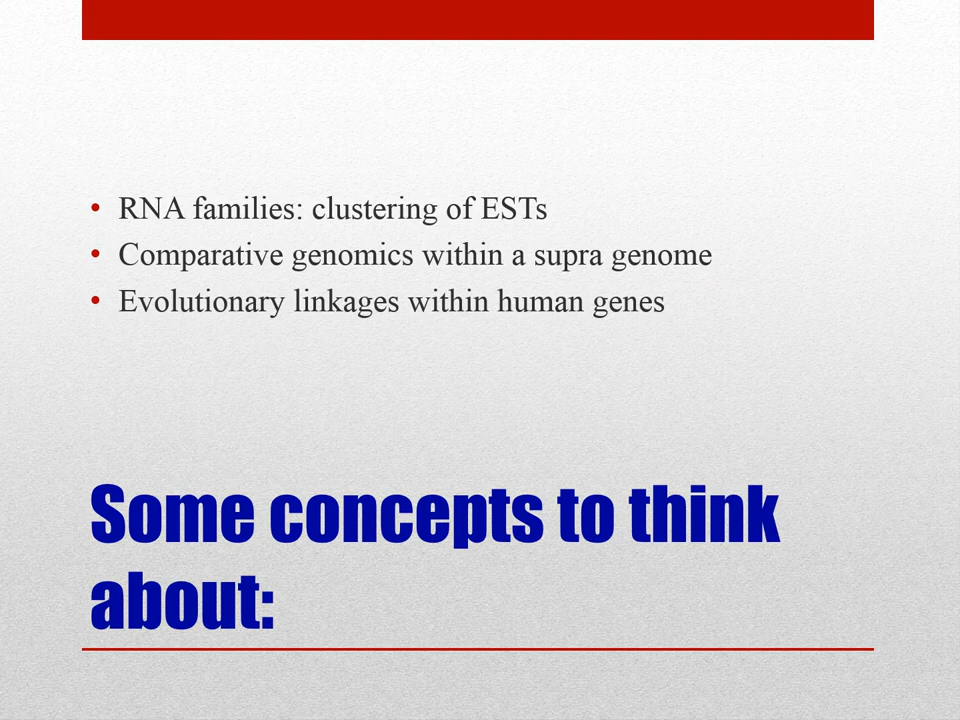 • RNA families: clustering of ESTs
• Comparative genomics within a supra genome
• Evolutionary linkages within human genes
Some concepts to think
about: